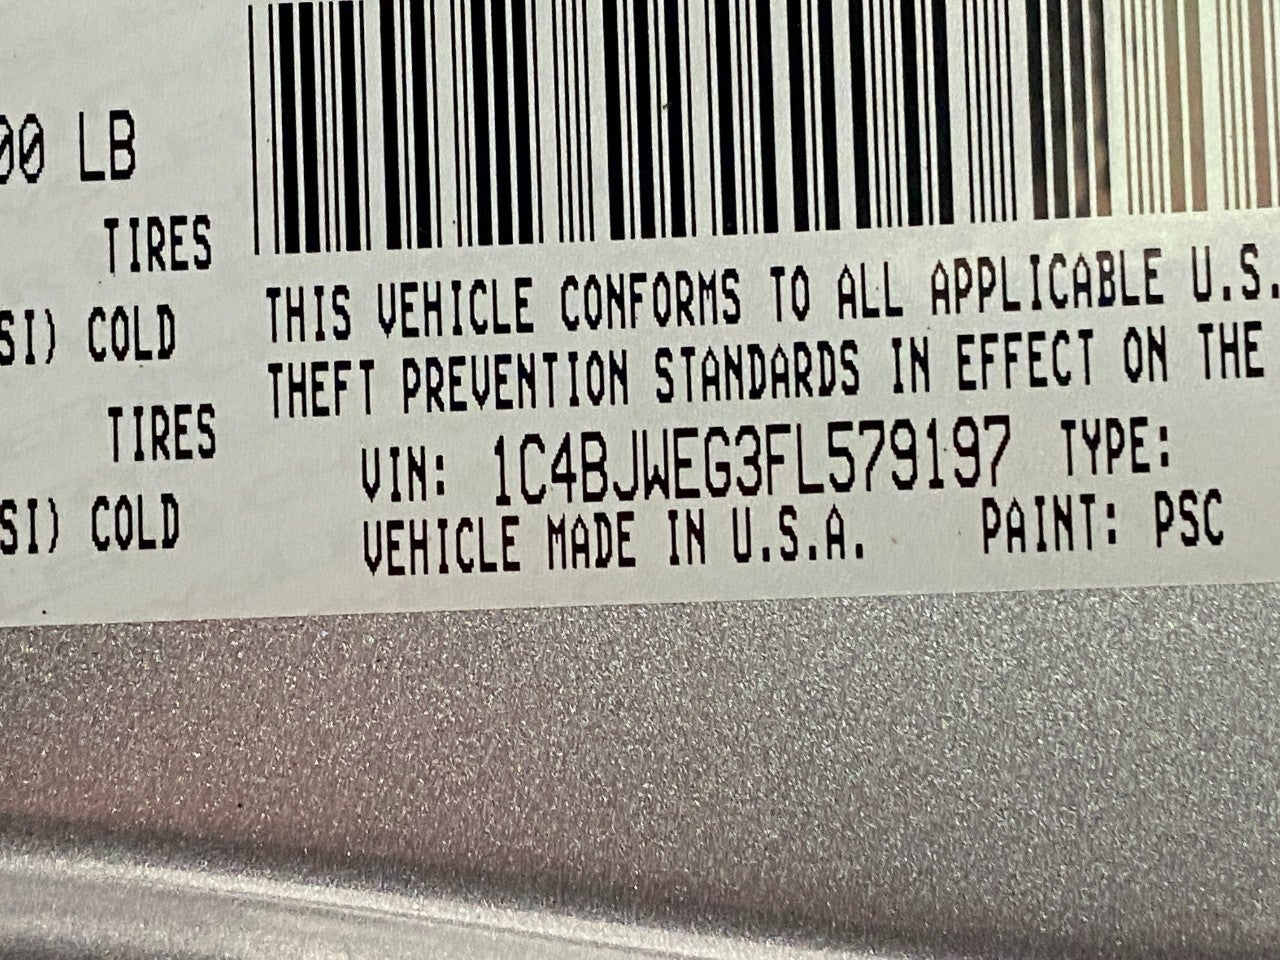 00 LB
TIRES
SI) COLD
TIRES
SI) COLD
THIS VEHICLE CONFORMS TO ALL APPLICABLE U.S.
THEFT PREVENTION STANDARDS IN EFFECT ON THE
VIN: 1C4BJWEG3FL579197 TYPE:
VEHICLE MADE IN U.S.A. PAINT: PSC